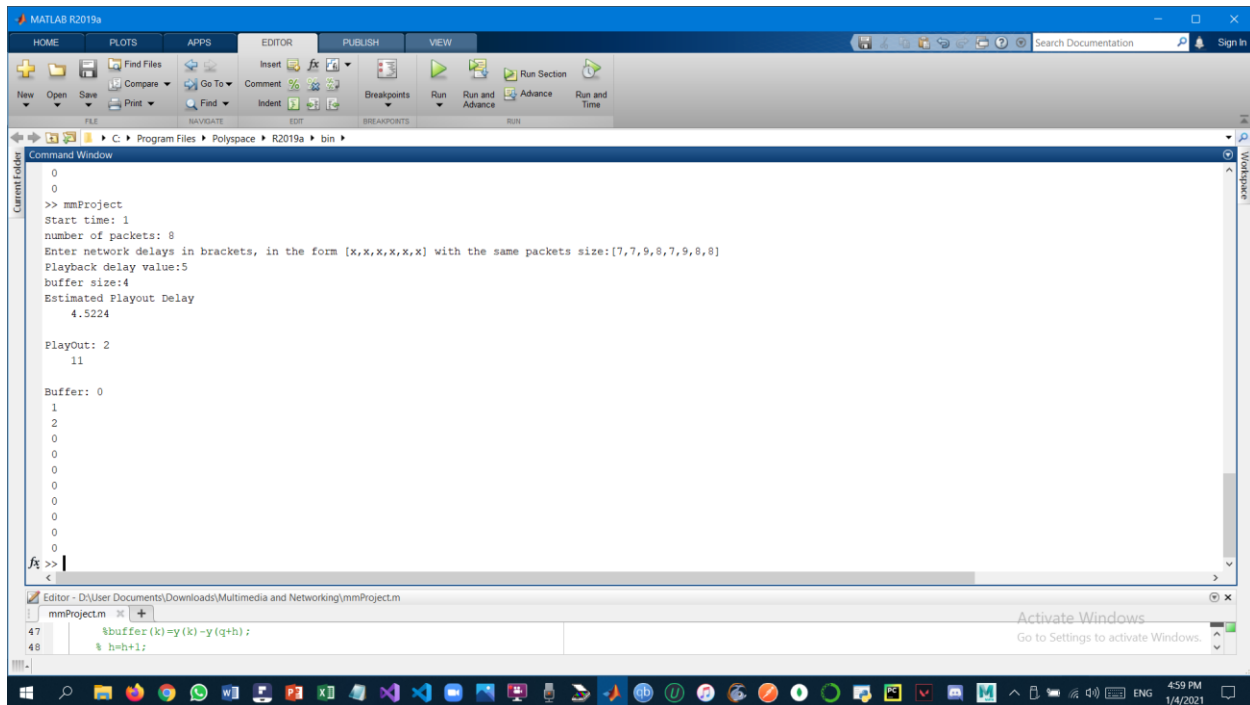 MATLAB R2019a
HOME PLOTS APPS EDITOR PUBLISH VIEW Search Documentation Sign In
New Open Save Find Files Compare Print Go To Find Insert fx Comment Indent Breakpoints Run Run and Advance Run Section Advance Run and Time
FILE NAVIGATE EDIT BREAKPOINTS RUN
C: Program Files Polyspace R2019a bin
Current Folder
Command Window
Workspace
0
0
>> mmProject
Start time: 1
number of packets: 8
Enter network delays in brackets, in the form [x,x,x,x,x,x] with the same packets size:[7,7,9,8,7,9,8,8]
Playback delay value:5
buffer size:4
Estimated Playout Delay
4.5224
PlayOut: 2
11
Buffer: 0
1
2
0
0
0
0
0
0
0
0
fx >>
Editor - D:\User Documents\Downloads\Multimedia and Networking\mmProject.m
mmProject.m
47 %buffer(k)=y(k)-y(q+h);
48 % h=h+1;
Activate Windows
Go to Settings to activate Windows.
ENG 4:59 PM
1/4/2021